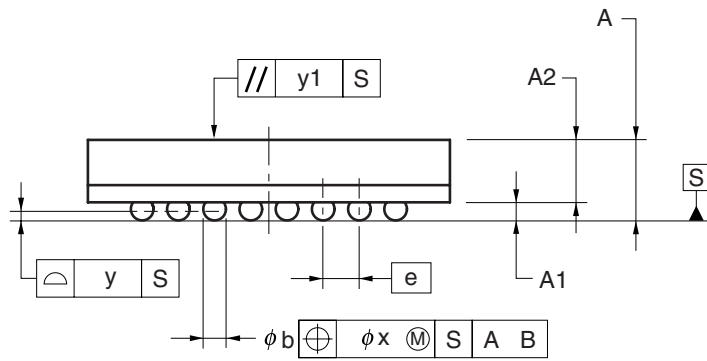 A
// y1 S
A2
S
⌓ y S
e
A1
ϕb ⌖ ϕx Ⓜ S A B